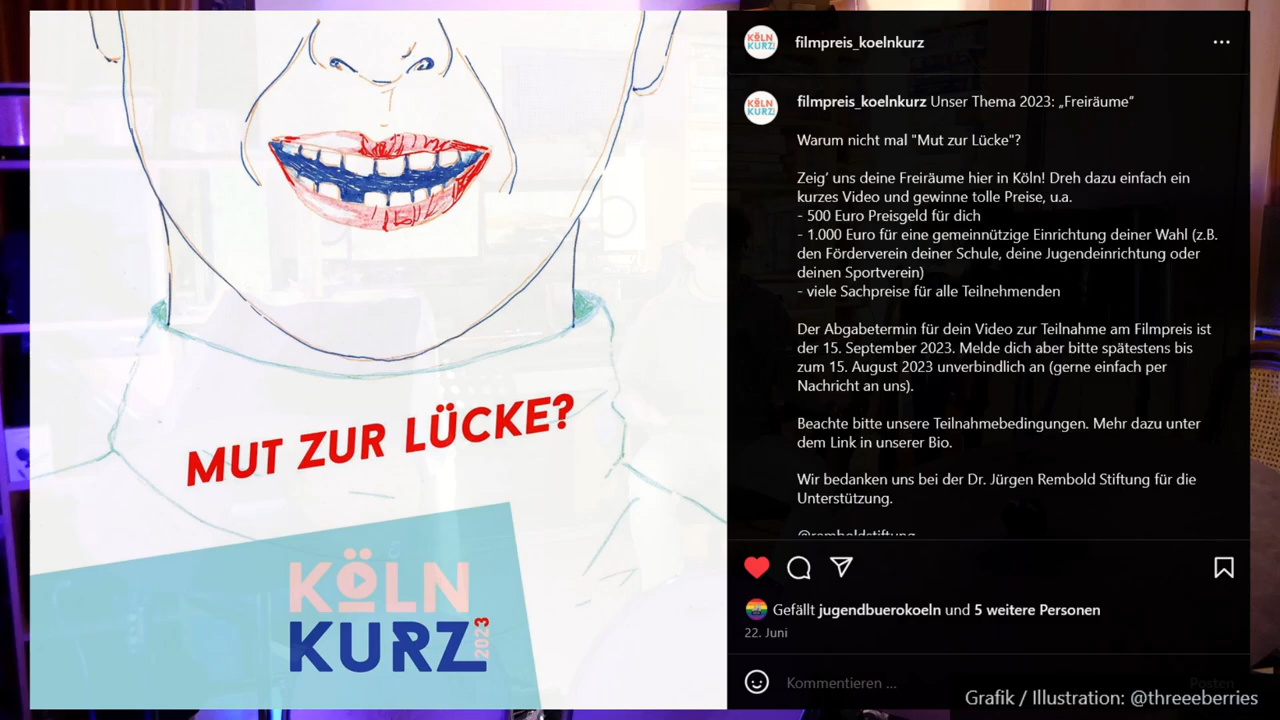 MUT ZUR LÜCKE?
KÖLN
KURZ 2023
KÖLN
KURZ
filmpreis_koelnkurz
KÖLN
KURZ
filmpreis_koelnkurz Unser Thema 2023: „Freiräume“
Warum nicht mal "Mut zur Lücke"?
Zeig’ uns deine Freiräume hier in Köln! Dreh dazu einfach ein
kurzes Video und gewinne tolle Preise, u.a.
- 500 Euro Preisgeld für dich
- 1.000 Euro für eine gemeinnützige Einrichtung deiner Wahl (z.B.
den Förderverein deiner Schule, deine Jugendeinrichtung oder
deinen Sportverein)
- viele Sachpreise für alle Teilnehmenden
Der Abgabetermin für dein Video zur Teilnahme am Filmpreis ist
der 15. September 2023. Melde dich aber bitte spätestens bis
zum 15. August 2023 unverbindlich an (gerne einfach per
Nachricht an uns).
Beachte bitte unsere Teilnahmebedingungen. Mehr dazu unter
dem Link in unserer Bio.
Wir bedanken uns bei der Dr. Jürgen Rembold Stiftung für die
Unterstützung.
@remboldstiftung
Gefällt jugendbuerokoeln und 5 weitere Personen
22. Juni
Kommentieren ...
Posten
Grafik / Illustration: @threeeberries